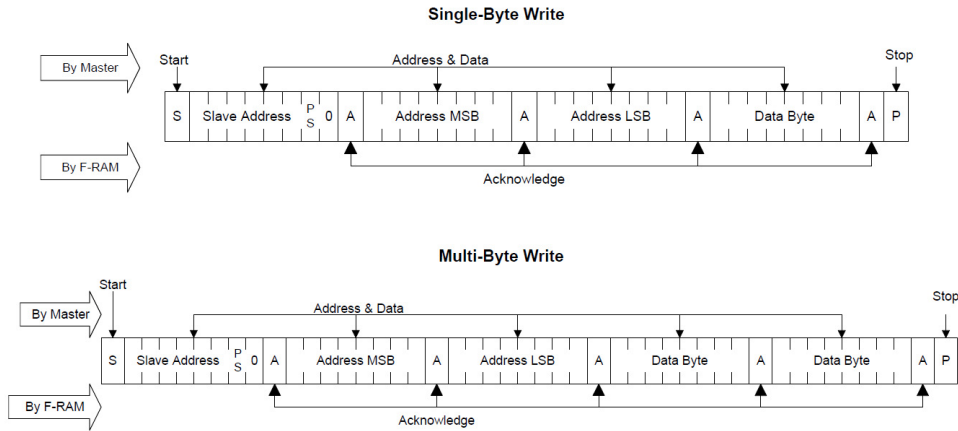 Single-Byte Write
By Master
Start
Address & Data
Stop
S Slave Address PS 0 A Address MSB A Address LSB A Data Byte A P
By F-RAM
Acknowledge
Multi-Byte Write
Start
By Master
Address & Data
Stop
S Slave Address PS 0 A Address MSB A Address LSB A Data Byte A Data Byte A P
By F-RAM
Acknowledge